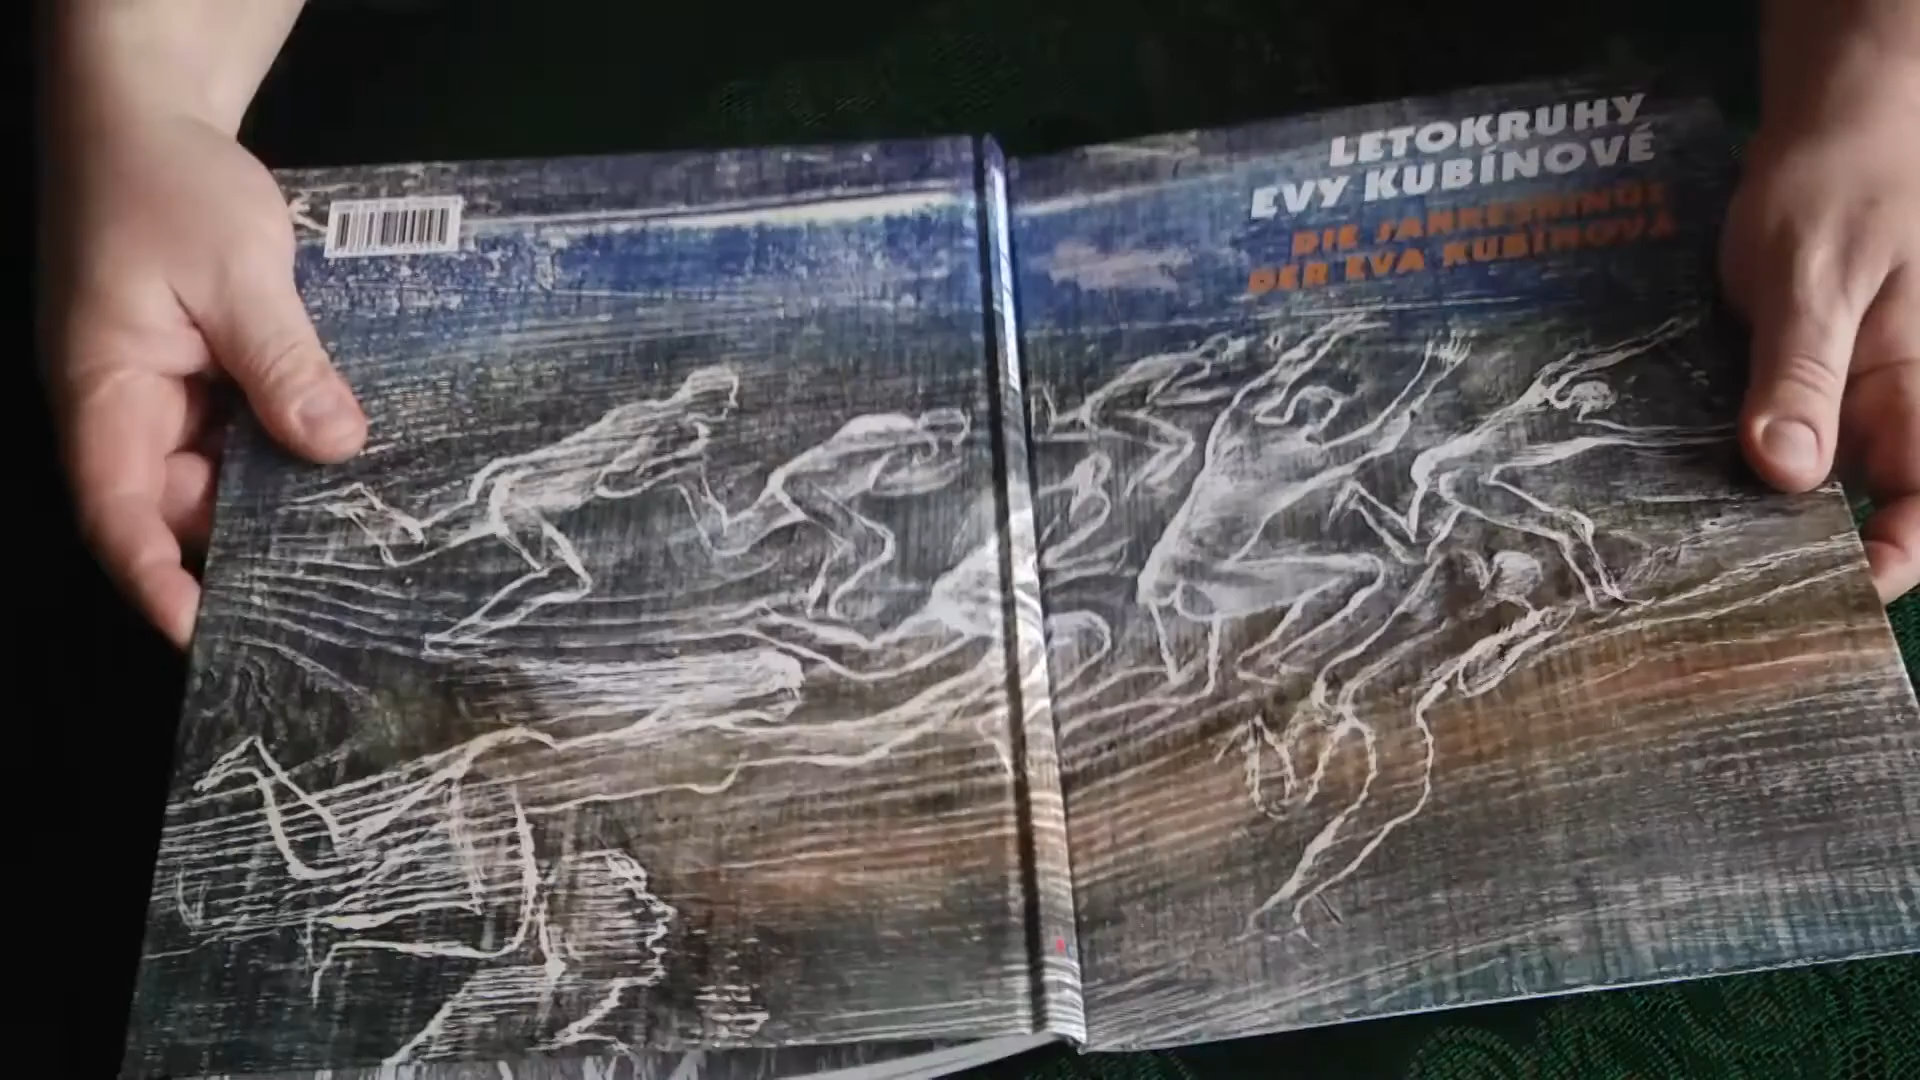 LETOKRUHY
EVY KUBÍNOVÉ
DIE JAHRESRINGE
DER EVA KUBÍNOVÁ